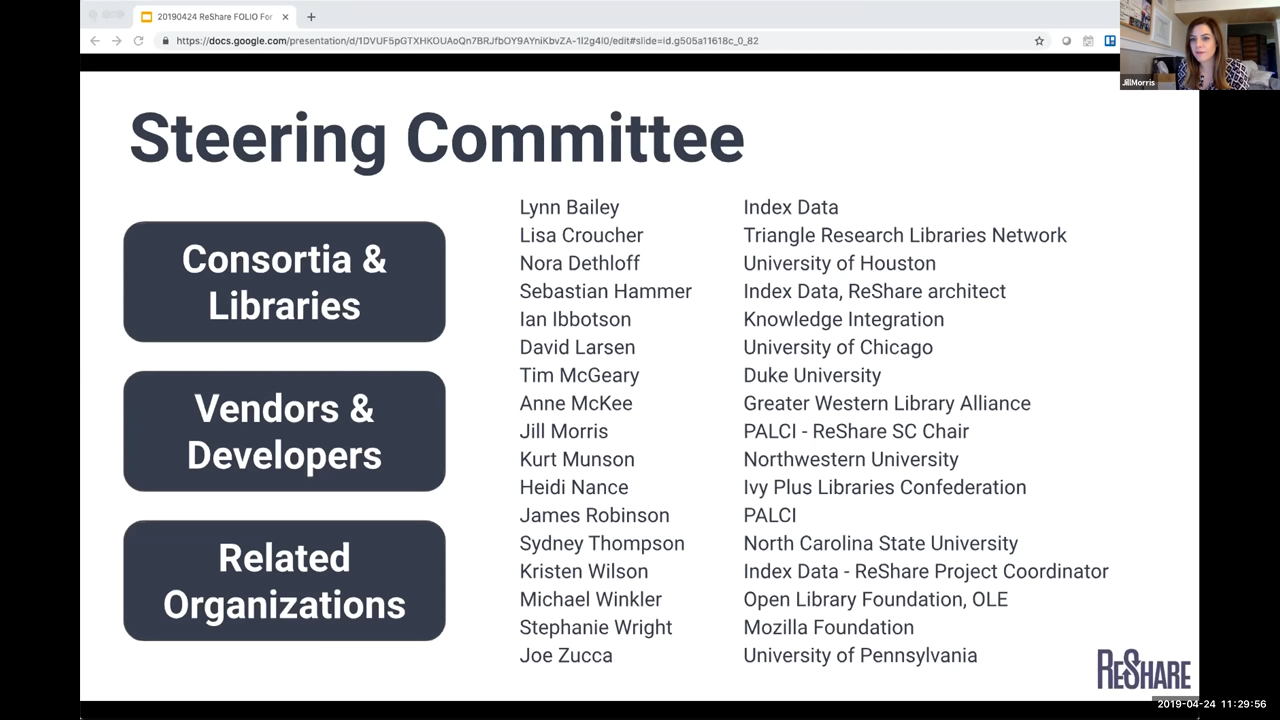 20190424 ReShare FOLIO For
https://docs.google.com/presentation/d/1DVUF5pGTXHKOUAoQn7BRJfbOY9AYniKbvZA-1I2g4l0/edit#slide=id.g505a11618c_0_82
JillMorris
Steering Committee
Consortia &
Libraries
Vendors &
Developers
Related
Organizations
Lynn Bailey Index Data
Lisa Croucher Triangle Research Libraries Network
Nora Dethloff University of Houston
Sebastian Hammer Index Data, ReShare architect
Ian Ibbotson Knowledge Integration
David Larsen University of Chicago
Tim McGeary Duke University
Anne McKee Greater Western Library Alliance
Jill Morris PALCI - ReShare SC Chair
Kurt Munson Northwestern University
Heidi Nance Ivy Plus Libraries Confederation
James Robinson PALCI
Sydney Thompson North Carolina State University
Kristen Wilson Index Data - ReShare Project Coordinator
Michael Winkler Open Library Foundation, OLE
Stephanie Wright Mozilla Foundation
Joe Zucca University of Pennsylvania
RESHARE
2019-04-24 11:29:56